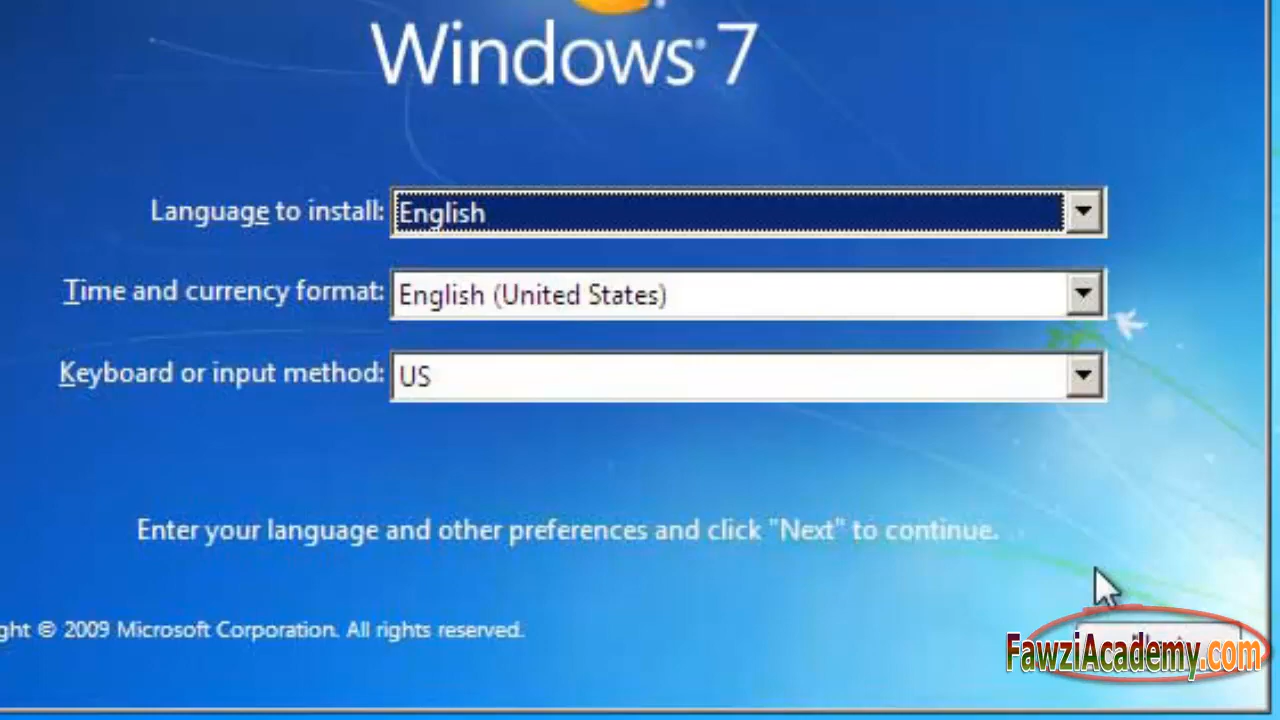 Windows® 7
Language to install: English
Time and currency format: English (United States)
Keyboard or input method: US
Enter your language and other preferences and click "Next" to continue.
ght © 2009 Microsoft Corporation. All rights reserved.
FawziAcademy.com